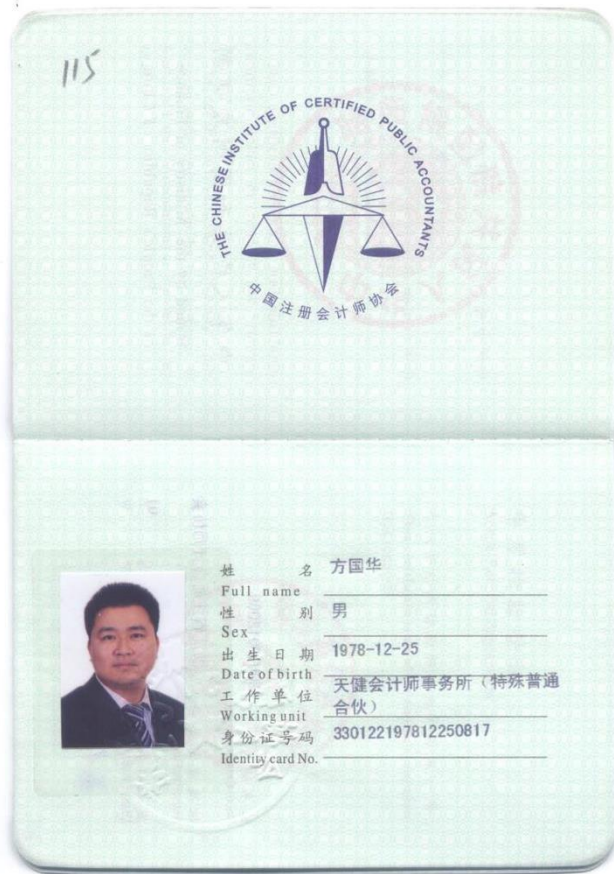 115
THE CHINESE INSTITUTE OF CERTIFIED PUBLIC ACCOUNTANTS
中国注册会计师协会
姓 名 方国华
Full name
性 别 男
Sex
出生日期 1978-12-25
Date of birth
工作单位 天健会计师事务所（特殊普通
合伙）
Working unit
身份证号码 330122197812250817
Identity card No.